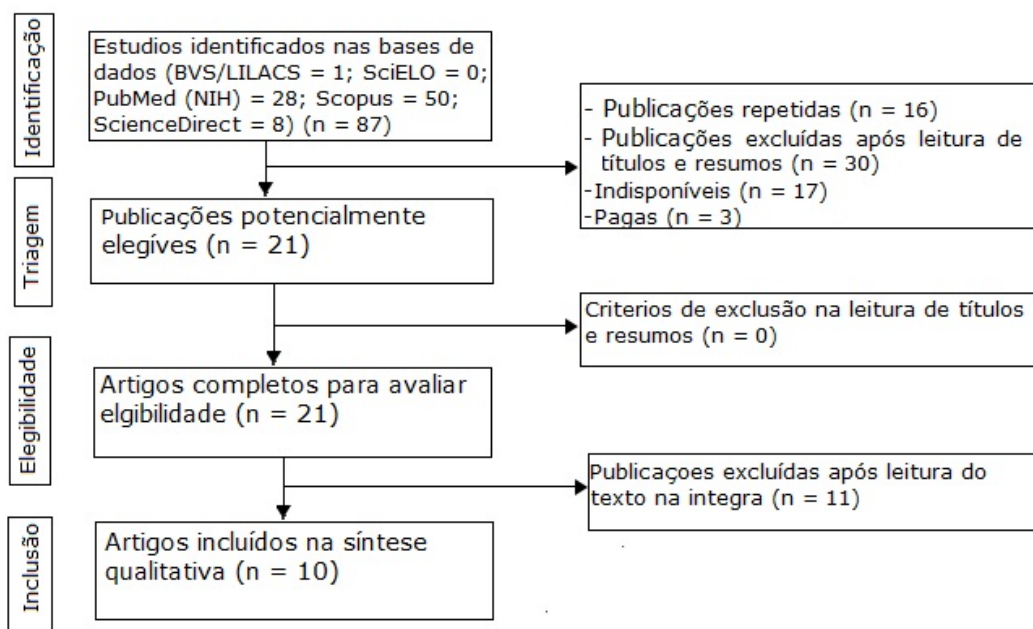 Identificação
Estudios identificados nas bases de
dados (BVS/LILACS = 1; SciELO = 0;
PubMed (NIH) = 28; Scopus = 50;
ScienceDirect = 8) (n = 87)
- Publicações repetidas (n = 16)
- Publicações excluídas após leitura de
títulos e resumos (n = 30)
-Indisponíveis (n = 17)
-Pagas (n = 3)
Triagem
Publicações potencialmente
elegíves (n = 21)
Criterios de exclusão na leitura de títulos
e resumos (n = 0)
Elegibilidade
Artigos completos para avaliar
elgibilidade (n = 21)
Publicaçoes excluídas após leitura do
texto na integra (n = 11)
Inclusão
Artigos incluídos na síntese
qualitativa (n = 10)